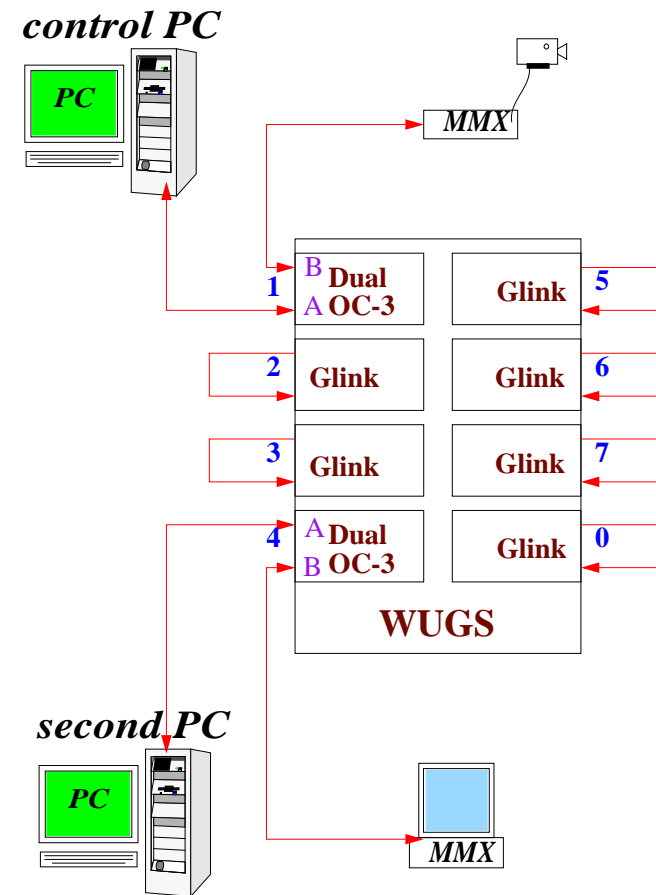 control PC
PC
MMX
B
1
Dual
A
OC-3
Glink
5
2
Glink
Glink
6
3
Glink
Glink
7
4
A
Dual
B
OC-3
Glink
0
WUGS
second PC
PC
MMX